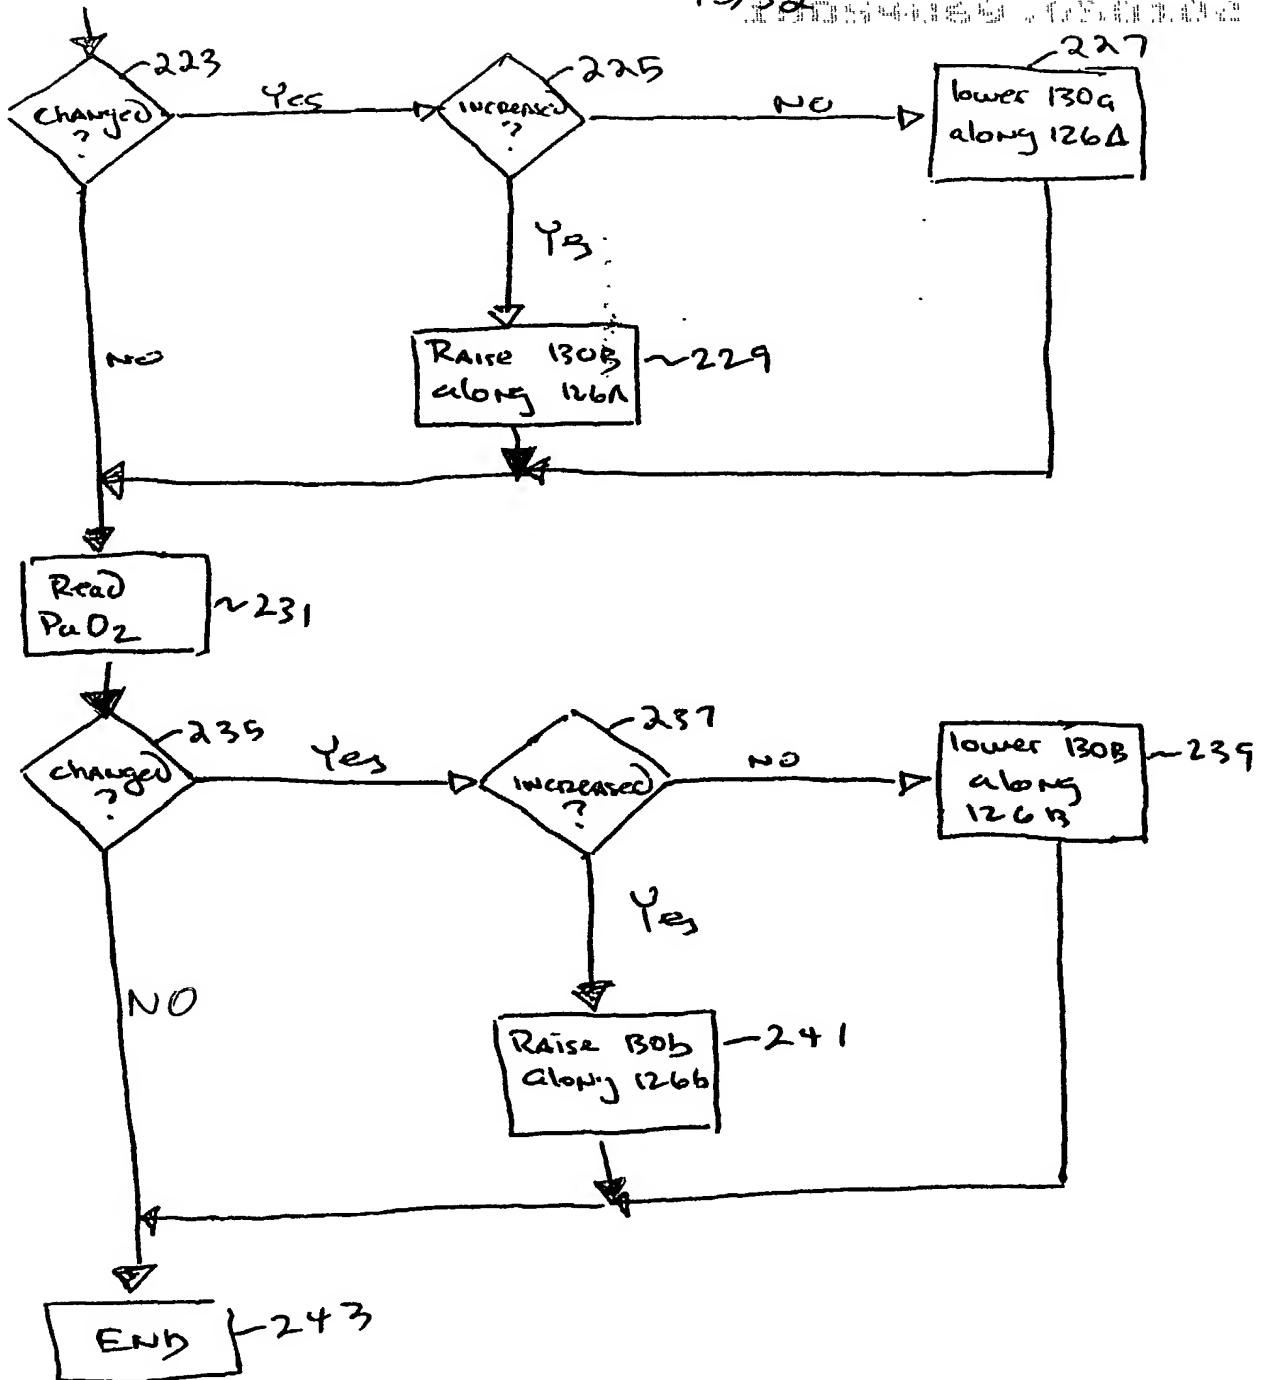 223
Changed
?
Yes
225
INCREASED
?
NO
227
lower 130a
along 126A
Yes
NO
RAise 130B
along 126A
229
Read
PaO2
231
235
Changed
?
Yes
237
INCREASED
?
NO
lower 130B
along
126B
239
Yes
NO
RAise 130b
along 126b
241
END
243